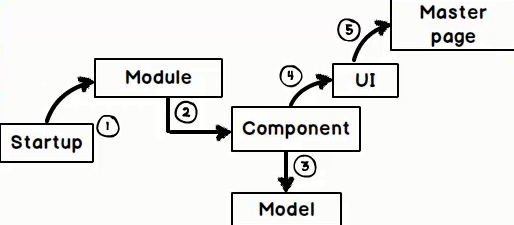 Master
page
5
Module
4
UI
2
Startup
1
Component
3
Model